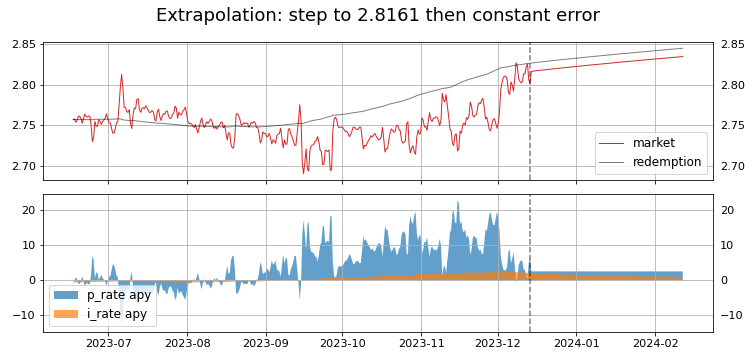 Extrapolation: step to 2.8161 then constant error
2.85 2.85
2.80 2.80
2.75 2.75
2.70 2.70
market
redemption
20 20
10 10
0 0
−10 −10
p_rate apy
i_rate apy
2023-07 2023-08 2023-09 2023-10 2023-11 2023-12 2024-01 2024-02